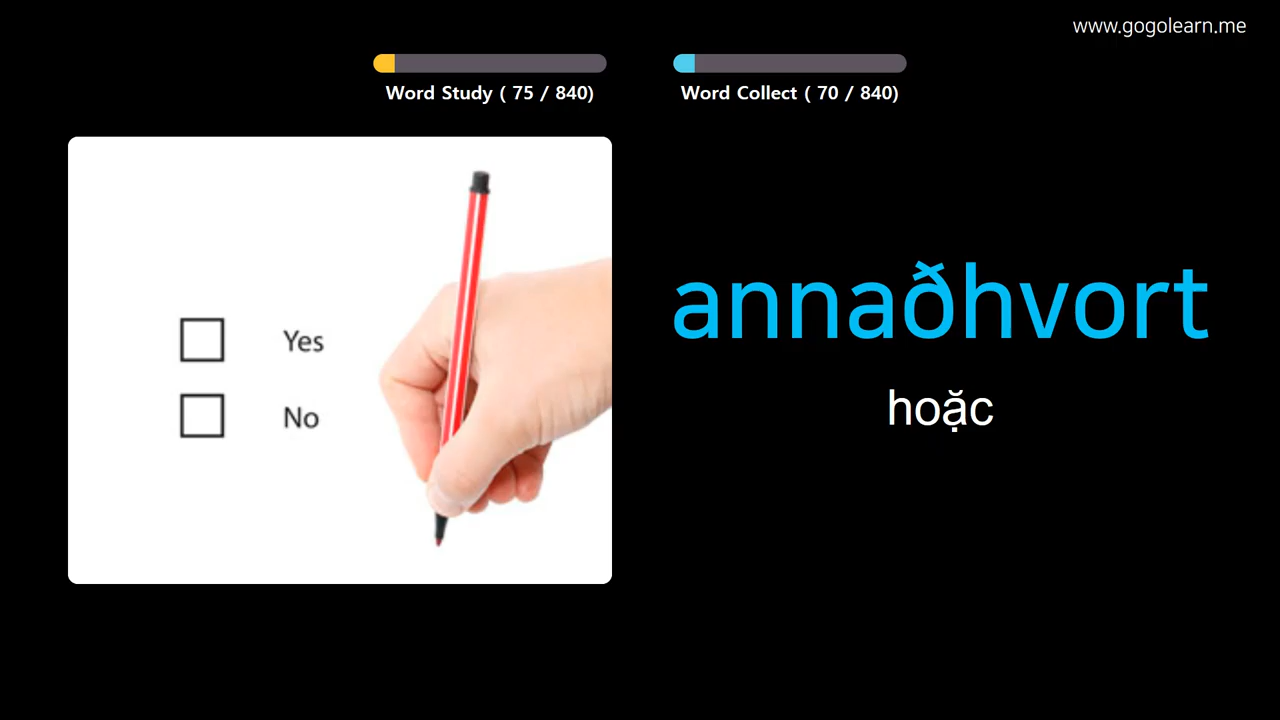 www.gogolearn.me
Word Study ( 75 / 840)
Word Collect ( 70 / 840)
Yes
No
annaðhvort
hoặc